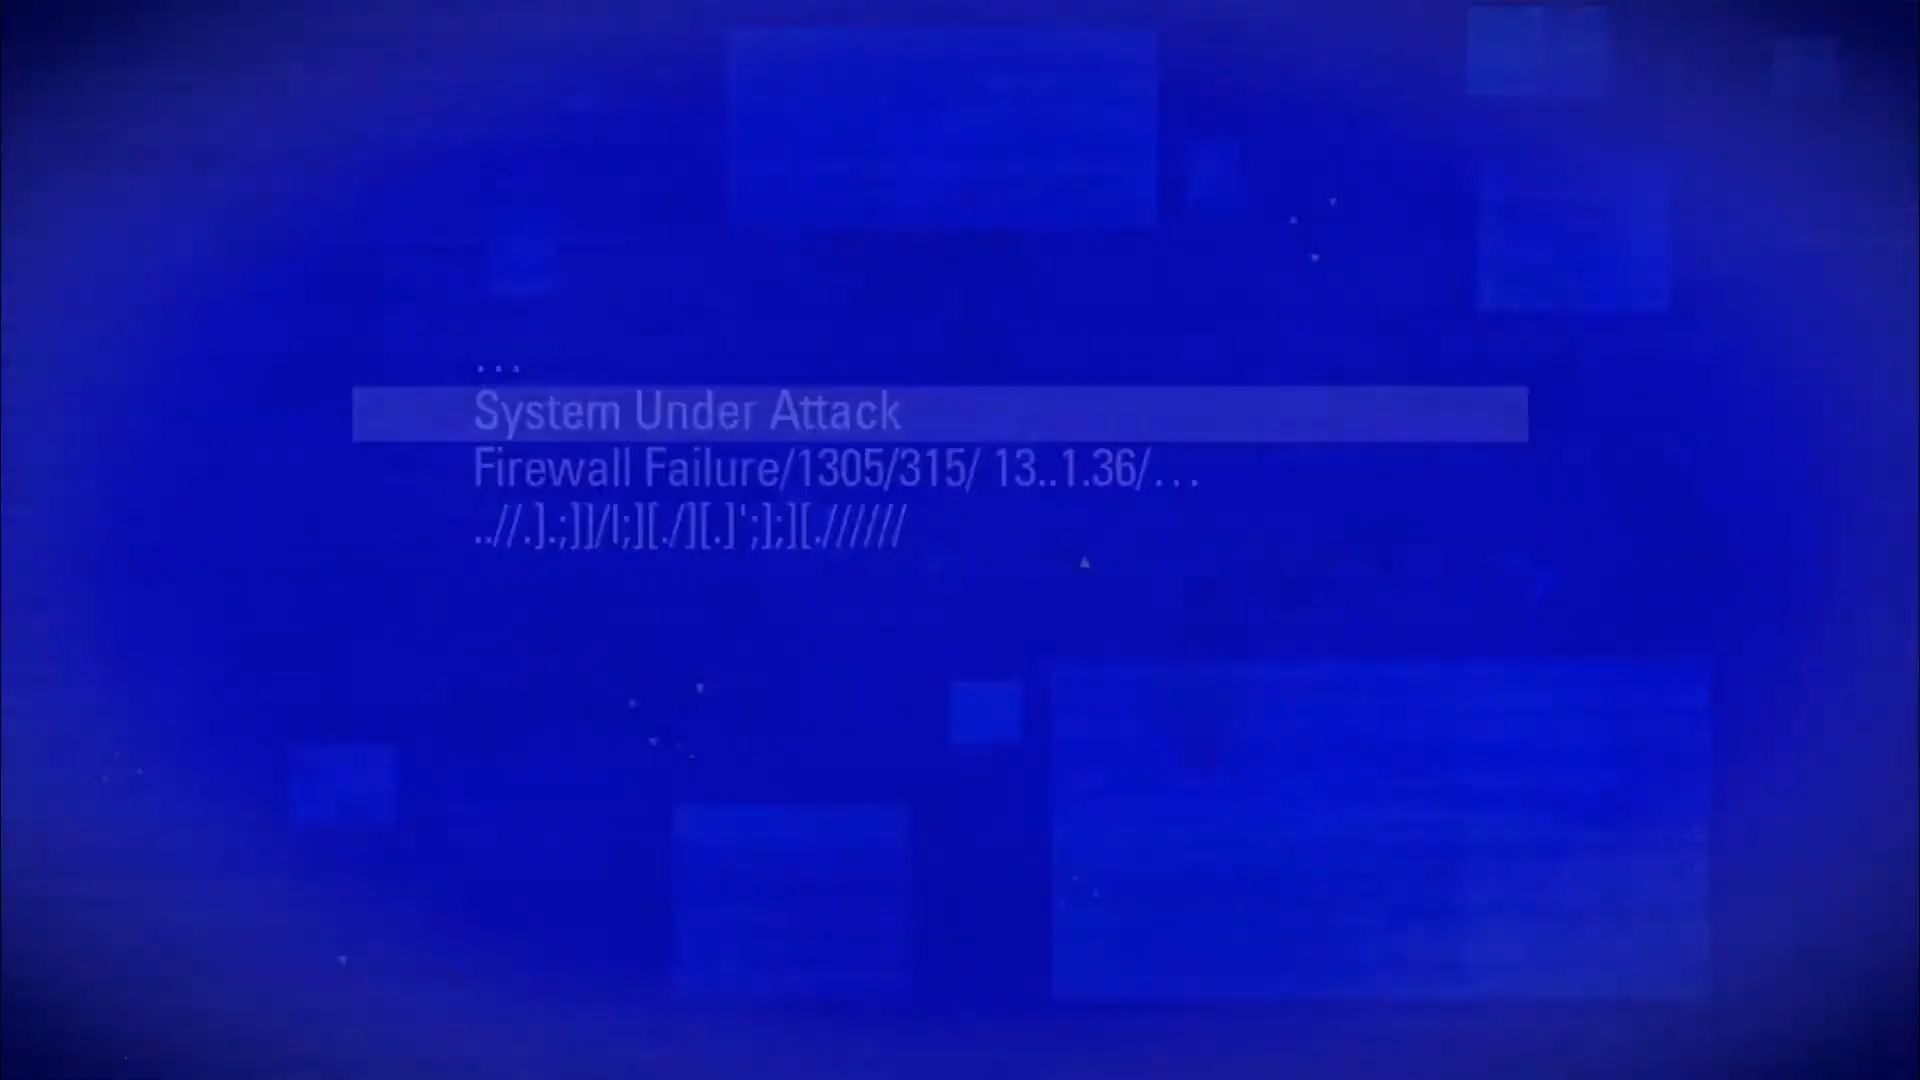 ...
System Under Attack
Firewall Failure/1305/315/ 13..1.36/...
..//.].;]]/l;][./][.]';];][.//////